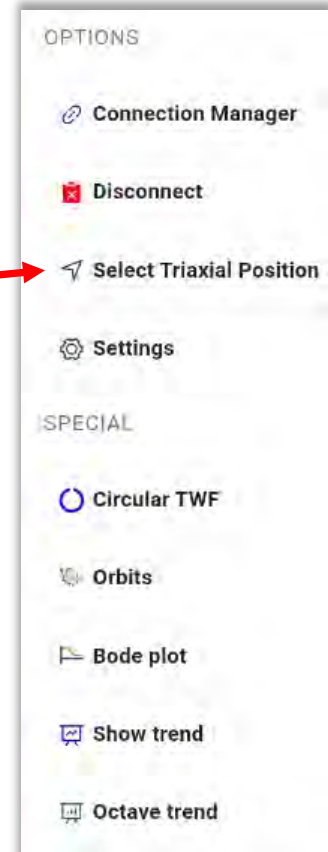 OPTIONS
Connection Manager
Disconnect
Select Triaxial Position
Settings
SPECIAL
Circular TWF
Orbits
Bode plot
Show trend
Octave trend